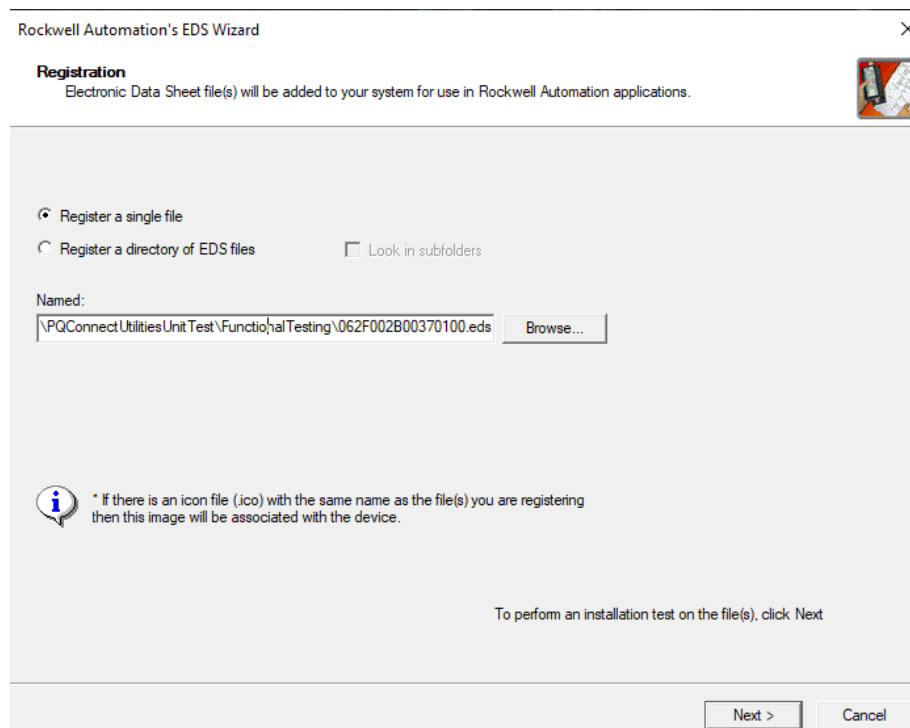 Rockwell Automation's EDS Wizard
Registration
Electronic Data Sheet file(s) will be added to your system for use in Rockwell Automation applications.
Register a single file
Register a directory of EDS files
Look in subfolders
Named:
\PQConnectUtilitiesUnitTest\FunctionalTesting\062F002B00370100.eds
Browse...
* If there is an icon file (.ico) with the same name as the file(s) you are registering
then this image will be associated with the device.
To perform an installation test on the file(s), click Next
Next >
Cancel